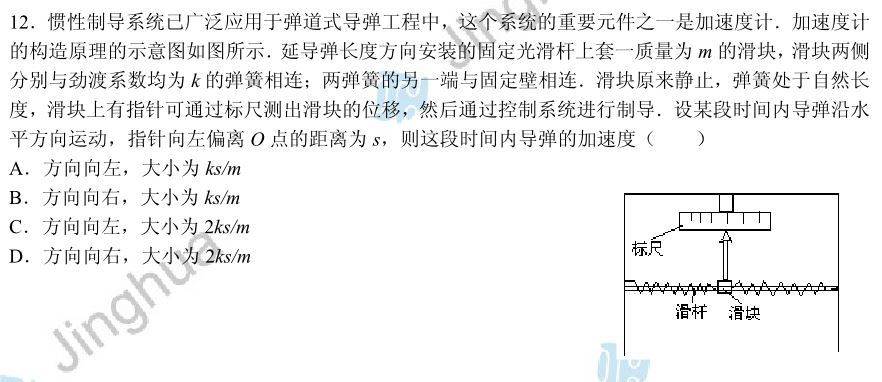 12．惯性制导系统已广泛应用于弹道式导弹工程中，这个系统的重要元件之一是加速度计．加速度计
的构造原理的示意图如图所示．延导弹长度方向安装的固定光滑杆上套一质量为 m 的滑块，滑块两侧
分别与劲渡系数均为 k 的弹簧相连；两弹簧的另一端与固定壁相连．滑块原来静止，弹簧处于自然长
度，滑块上有指针可通过标尺测出滑块的位移，然后通过控制系统进行制导．设某段时间内导弹沿水
平方向运动，指针向左偏离 O 点的距离为 s，则这段时间内导弹的加速度（　　）
A．方向向左，大小为 ks/m
B．方向向右，大小为 ks/m
C．方向向左，大小为 2ks/m
D．方向向右，大小为 2ks/m
标尺
滑杆 滑块
Jinghua